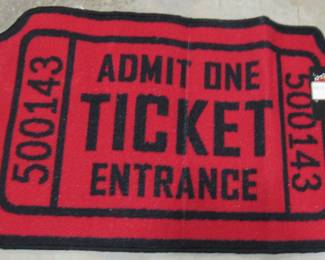 500143
ADMIT ONE
TICKET
ENTRANCE
500143